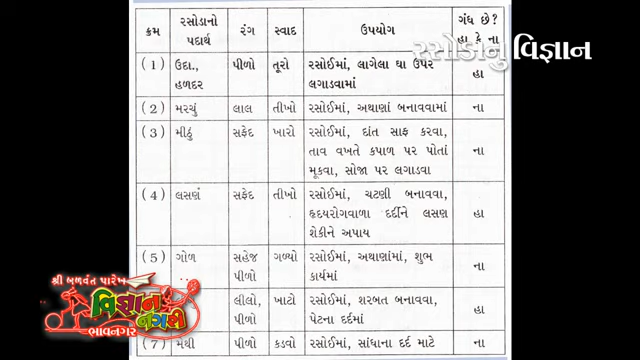 રસોડાનું વિજ્ઞાન
ક્રમ | રસોડાનો પદાર્થ | રંગ | સ્વાદ | ઉપયોગ | ગંધ છે? હા કે ના
(1) | ઉદા., હળદર | પીળો | તૂરો | રસોઈમાં, લાગેલા ઘા ઉપર લગાડવામાં | હા
(2) | મરચું | લાલ | તીખો | રસોઈમાં, અથાણાં બનાવવામાં | ના
(3) | મીઠું | સફેદ | ખારો | રસોઈમાં, દાંત સાફ કરવા, તાવ વખતે કપાળ પર પોતાં મૂકવા, સોજા પર લગાડવા | ના
(4) | લસણ | સફેદ | તીખો | રસોઈમાં, ચટણી બનાવવા, હૃદયરોગવાળા દર્દીને લસણ શેકીને અપાય | હા
(5) | ગોળ | સહેજ પીળો | ગળ્યો | રસોઈમાં, અથાણાંમાં, શુભ કાર્યમાં | ના
લીલો, પીળો | ખાટો | રસોઈમાં, શરબત બનાવવા, પેટના દર્દમાં | હા
(7) | મેથી | પીળો | કડવો | રસોઈમાં, સાંધાના દર્દ માટે | ના
શ્રી બળવંત પારેખ
વિજ્ઞાન
નગરી
ભાવનગર